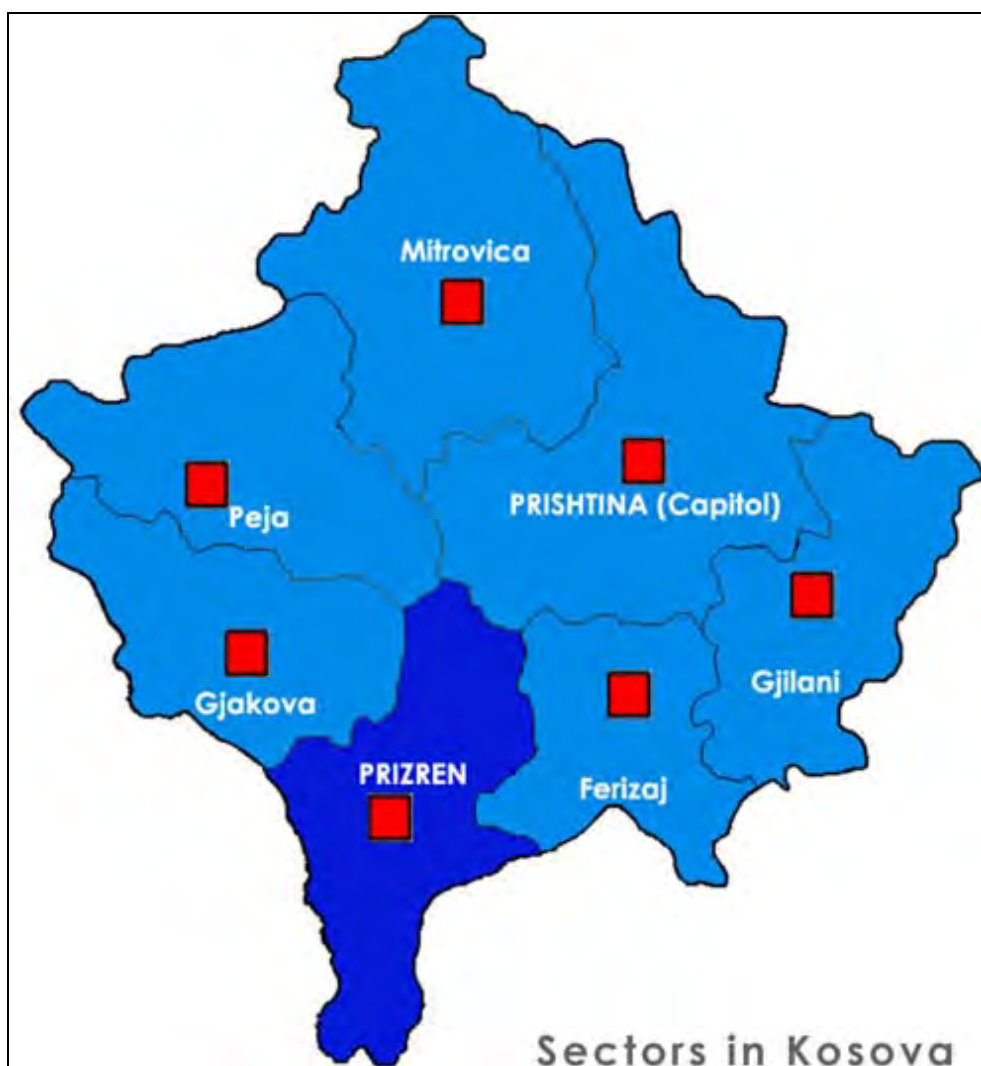 Mitrovica
PRISHTINA (Capitol)
Peja
Gjilani
Gjakova
PRIZREN
Ferizaj
Sectors in Kosova